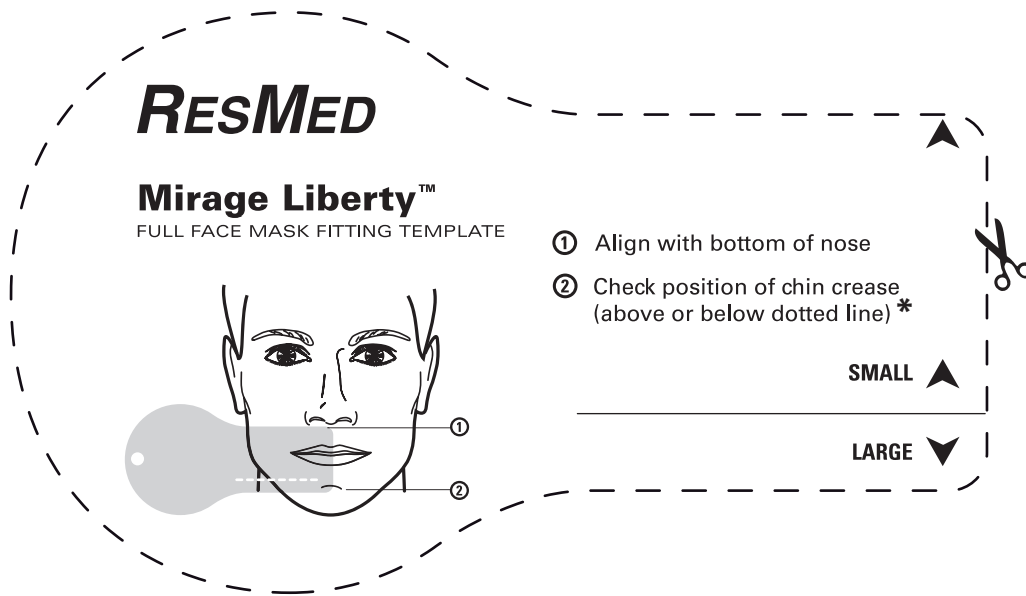 RESMED
Mirage Liberty™
FULL FACE MASK FITTING TEMPLATE
① Align with bottom of nose
② Check position of chin crease
(above or below dotted line) *
SMALL
LARGE
①
②